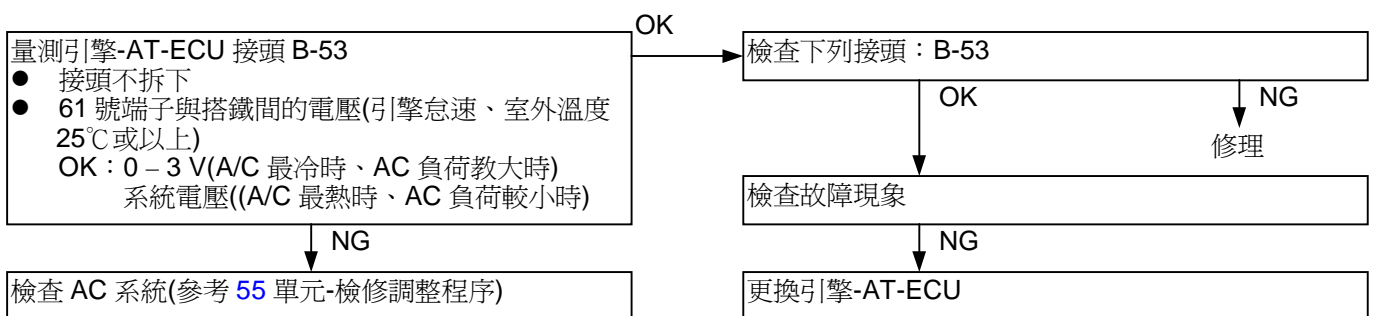 OK
量測引擎-AT-ECU 接頭 B-53
● 接頭不拆下
● 61 號端子與搭鐵間的電壓(引擎怠速、室外溫度
25℃或以上)
OK：0 – 3 V(A/C 最冷時、AC 負荷教大時)
系統電壓((A/C 最熱時、AC 負荷較小時)
NG
檢查 AC 系統(參考 55 單元-檢修調整程序)
檢查下列接頭：B-53
OK
NG
修理
檢查故障現象
NG
更換引擎-AT-ECU